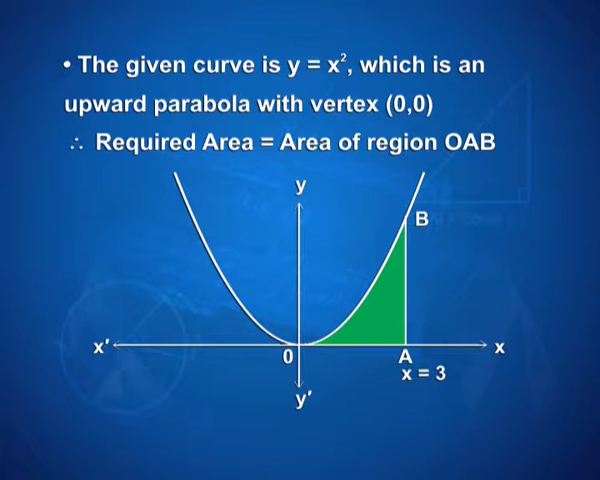 • The given curve is y = x², which is an
upward parabola with vertex (0,0)
∴ Required Area = Area of region OAB
y
B
x′
x
0
A
x = 3
y′